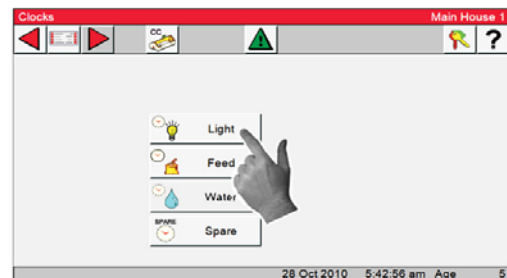 Clocks Main House 1
CC
?
Light
Feed
Water
SPARE
Spare
28 Oct 2010 5:42:56 am Age 5